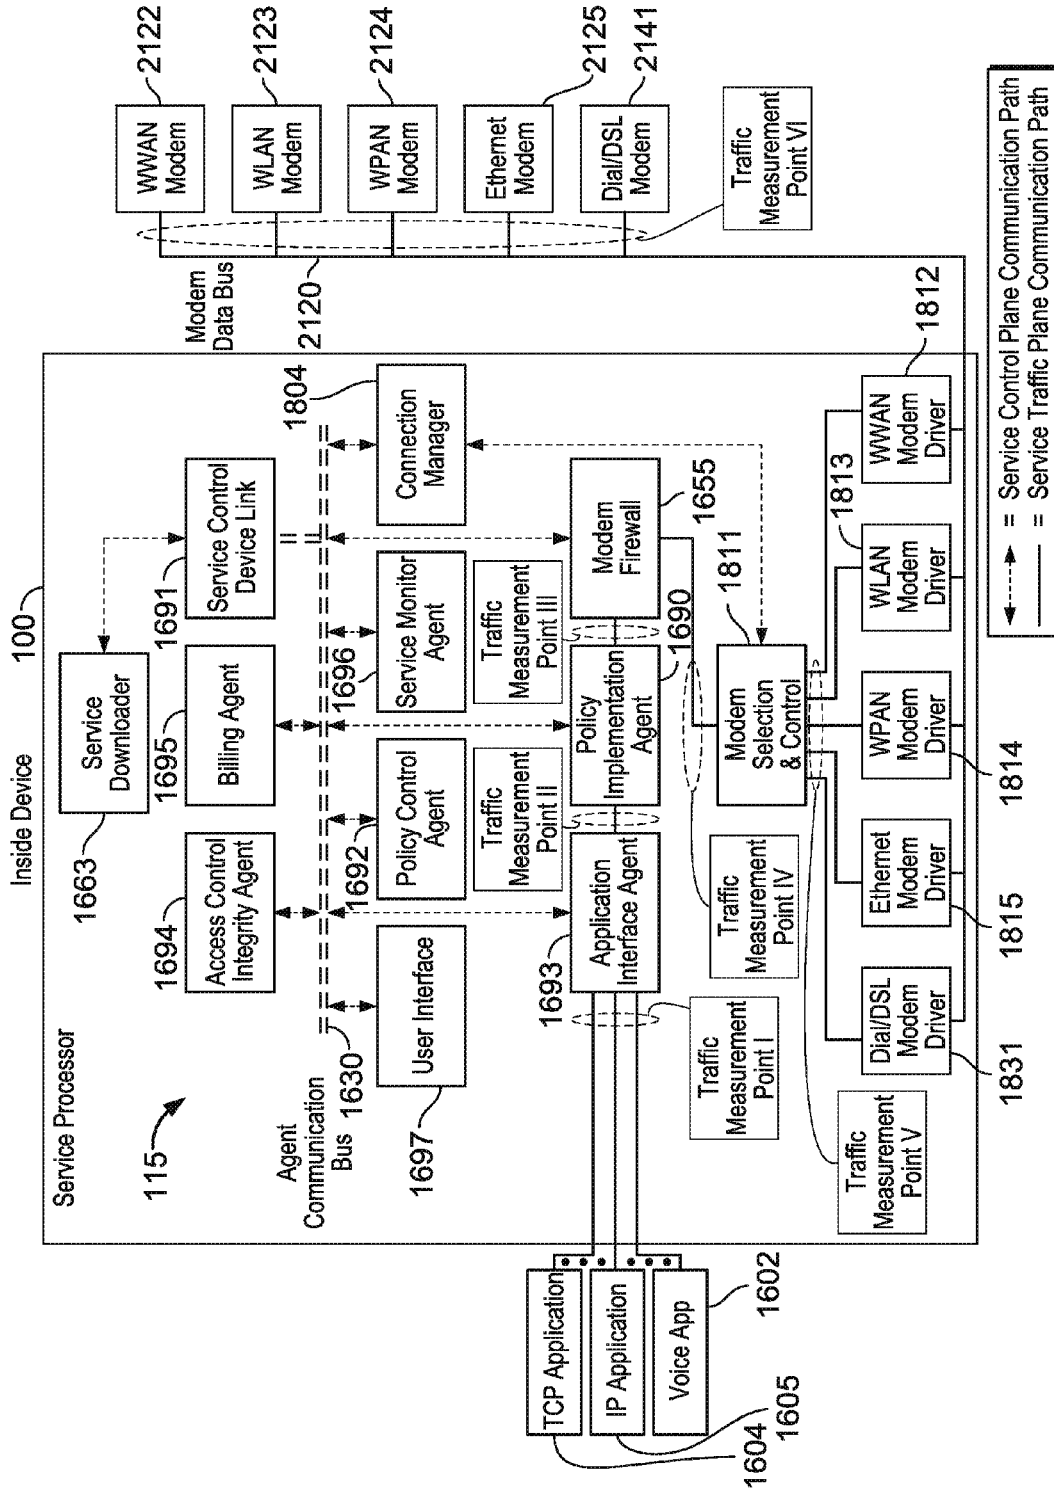 Inside Device
100
Service Processor
115
Service
Downloader
1663
Access Control
Integrity Agent
1694
Billing Agent
1695
Service Control
Device Link
1691
Agent
Communication
Bus
1630
User Interface
1697
Policy Control
Agent
1692
Service Monitor
Agent
1696
Connection
Manager
1804
Traffic
Measurement
Point II
Traffic
Measurement
Point III
Application
Interface Agent
1693
Policy
Implementation
Agent
1690
Modem
Firewall
1655
TCP Application
IP Application
Voice App
1604
1605
1602
Traffic
Measurement
Point I
Traffic
Measurement
Point IV
Modem
Selection
& Control
1811
Traffic
Measurement
Point V
Dial/DSL
Modem
Driver
1831
Ethernet
Modem
Driver
1815
WPAN
Modem
Driver
1814
WLAN
Modem
Driver
1813
WWAN
Modem
Driver
1812
Modem
Data Bus
2120
WWAN
Modem
2122
WLAN
Modem
2123
WPAN
Modem
2124
Ethernet
Modem
2125
Dial/DSL
Modem
2141
Traffic
Measurement
Point VI
= Service Control Plane Communication Path
= Service Traffic Plane Communication Path